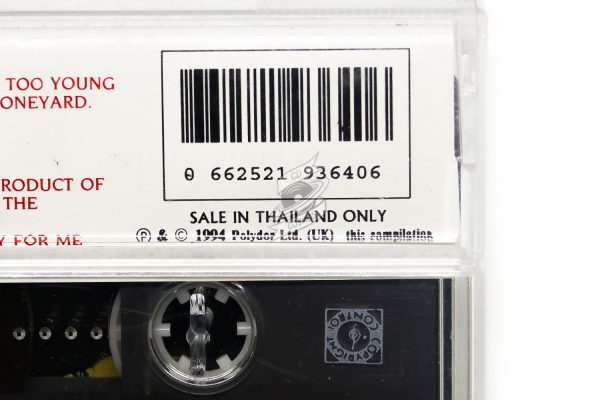 TOO YOUNG
ONEYARD.
0 662521 936406
RODUCT OF
THE
SALE IN THAILAND ONLY
Y FOR ME
Ⓟ & © 1994 Polydor Ltd. (UK) this compilation
COPYRIGHT CONTROL